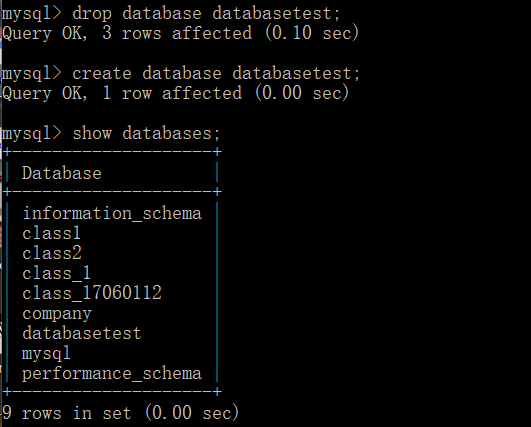 mysql> drop database databasetest;
Query OK, 3 rows affected (0.10 sec)
mysql> create database databasetest;
Query OK, 1 row affected (0.00 sec)
mysql> show databases;
+--------------------+
| Database           |
+--------------------+
| information_schema |
| class1             |
| class2             |
| class_1            |
| class_17060112     |
| company            |
| databasetest       |
| mysql              |
| performance_schema |
+--------------------+
9 rows in set (0.00 sec)